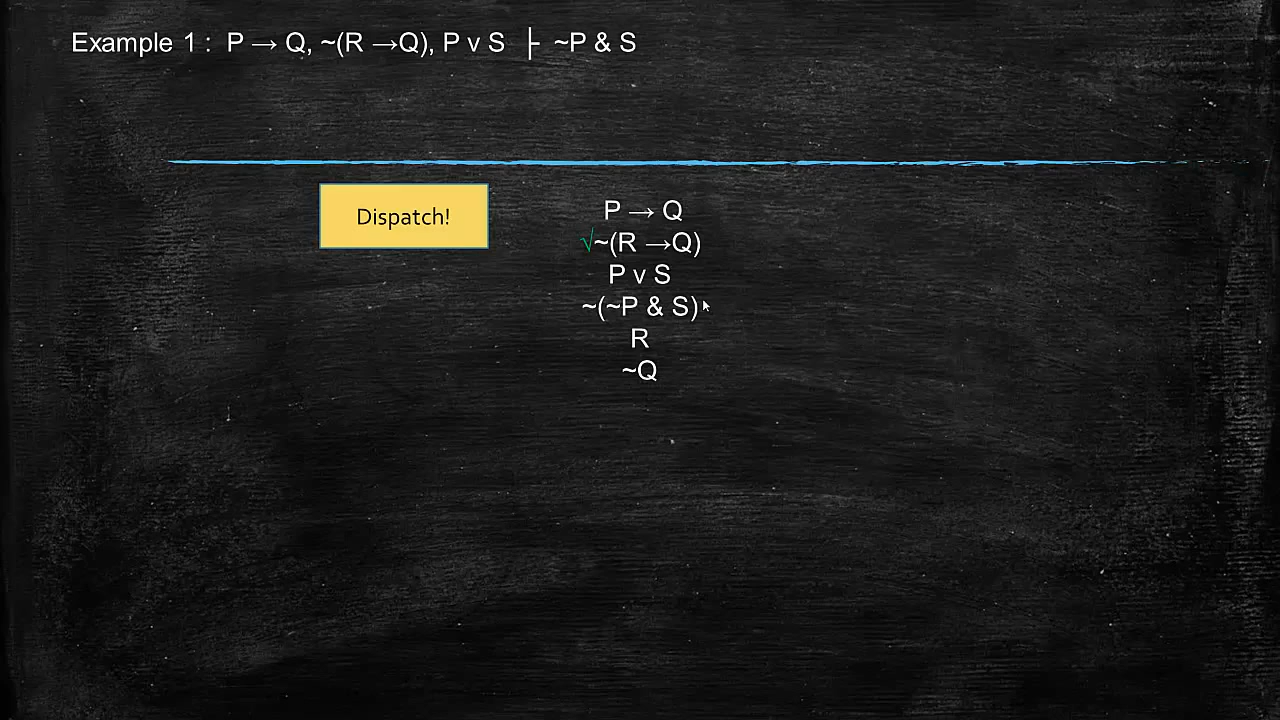 Example 1 : P → Q, ~(R →Q), P v S ├ ~P & S
Dispatch!
P → Q
√~(R →Q)
P v S
~(~P & S)
R
~Q